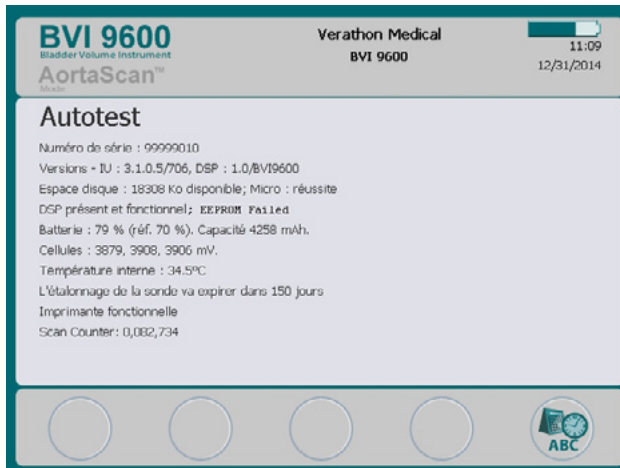 BVI 9600
Bladder Volume Instrument
AortaScan™
Mode
Verathon Medical
BVI 9600
11:09
12/31/2014
Autotest
Numéro de série : 99999010
Versions - IU : 3.1.0.5/706, DSP : 1.0/BVI9600
Espace disque : 18308 Ko disponible; Micro : réussite
DSP présent et fonctionnel; EEPROM Failed
Batterie : 79 % (réf. 70 %). Capacité 4258 mAh.
Cellules : 3879, 3908, 3906 mV.
Température interne : 34.5ºC
L'étalonnage de la sonde va expirer dans 150 jours
Imprimante fonctionnelle
Scan Counter: 0,082,734
ABC